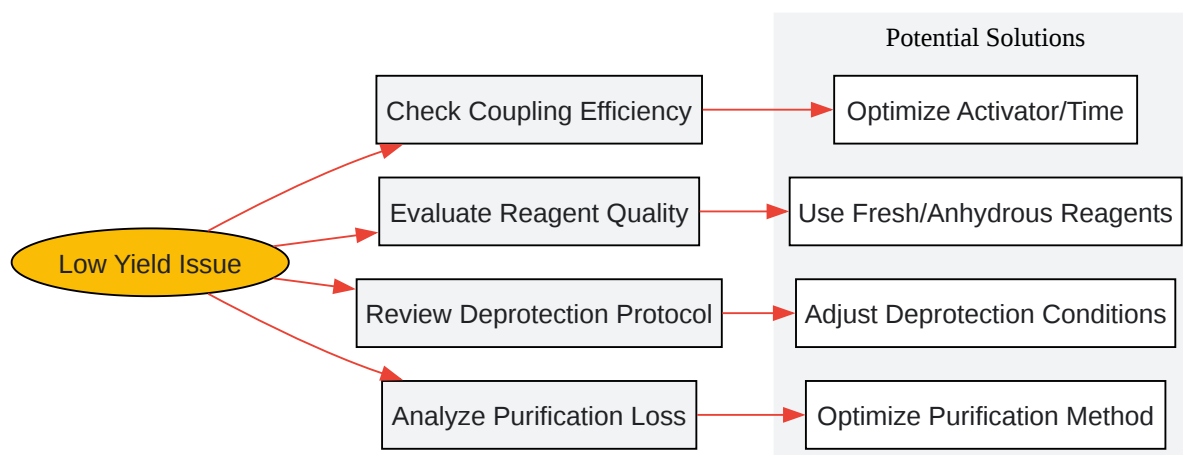 Potential Solutions
Check Coupling Efficiency
Optimize Activator/Time
Evaluate Reagent Quality
Use Fresh/Anhydrous Reagents
Low Yield Issue
Review Deprotection Protocol
Adjust Deprotection Conditions
Analyze Purification Loss
Optimize Purification Method